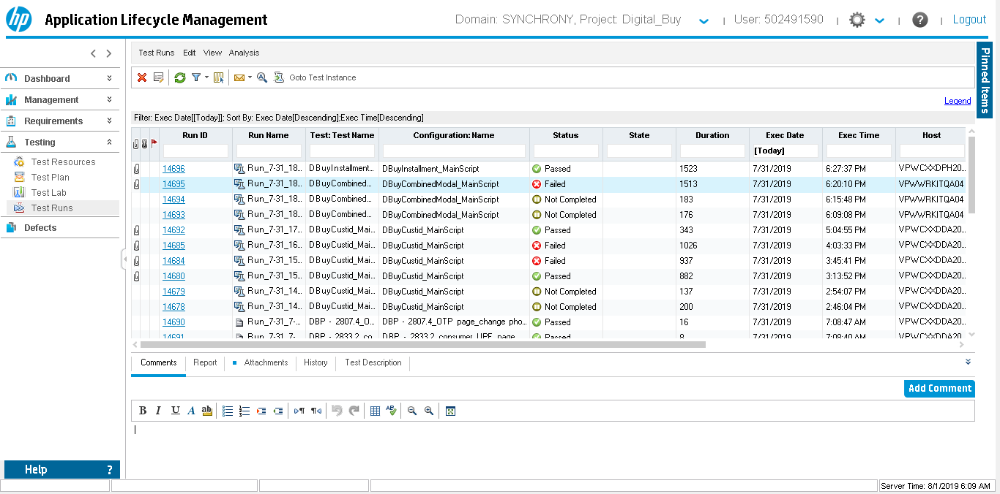 hp Application Lifecycle Management Domain: SYNCHRONY, Project: Digital_Buy | User: 502491590 | | ? | Logout
Pinned Items
Test Runs Edit View Analysis
Dashboard
Management
Requirements
Testing
Test Resources
Test Plan
Test Lab
Test Runs
Defects
Goto Test Instance
Legend
Filter: Exec Date[[Today]]; Sort By: Exec Date[Descending];Exec Time[Descending]
Run ID Run Name Test: Test Name Configuration: Name Status State Duration Exec Date Exec Time Host
[Today]
14696 Run_7-31_18... DBuyInstallment... DBuyInstallment_MainScript Passed 1523 7/31/2019 6:27:37 PM VPWCXXDPH20...
14695 Run_7-31_18... DBuyCombined... DBuyCombinedModal_MainScript Failed 1513 7/31/2019 6:20:10 PM VPWWRKITQA04
14694 Run_7-31_18... DBuyCombined... DBuyCombinedModal_MainScript Not Completed 183 7/31/2019 6:15:48 PM VPWWRKITQA04
14693 Run_7-31_18... DBuyCombined... DBuyCombinedModal_MainScript Not Completed 176 7/31/2019 6:09:08 PM VPWWRKITQA04
14692 Run_7-31_17... DBuyCustid_Mai... DBuyCustid_MainScript Passed 343 7/31/2019 5:04:55 PM VPWCXXDDA20...
14685 Run_7-31_16... DBuyCustid_Mai... DBuyCustid_MainScript Failed 1026 7/31/2019 4:03:33 PM VPWCXXDDA20...
14684 Run_7-31_15... DBuyCustid_Mai... DBuyCustid_MainScript Failed 937 7/31/2019 3:45:41 PM VPWCXXDDA20...
14680 Run_7-31_15... DBuyCustid_Mai... DBuyCustid_MainScript Passed 882 7/31/2019 3:13:52 PM VPWCXXDDA20...
14679 Run_7-31_14... DBuyCustid_Mai... DBuyCustid_MainScript Not Completed 137 7/31/2019 2:54:07 PM VPWCXXDDA20...
14678 Run_7-31_14... DBuyCustid_Mai... DBuyCustid_MainScript Not Completed 200 7/31/2019 2:46:04 PM VPWCXXDDA20...
14690 Run_7-31_7-... DBP - 2807.4_O... DBP - 2807.4_OTP page_change pho... Passed 16 7/31/2019 7:08:47 AM VPWCXXDDA20...
14691 Run_7-31_7-... DBP - 2833.2_co... DBP - 2833.2_consumer_UPF_page Passed 8 7/31/2019 7:08:40 AM VPWCXXDDA20...
Comments Report Attachments History Test Description
Add Comment
B I U A ab
Help ?
Server Time: 8/1/2019 6:09 AM